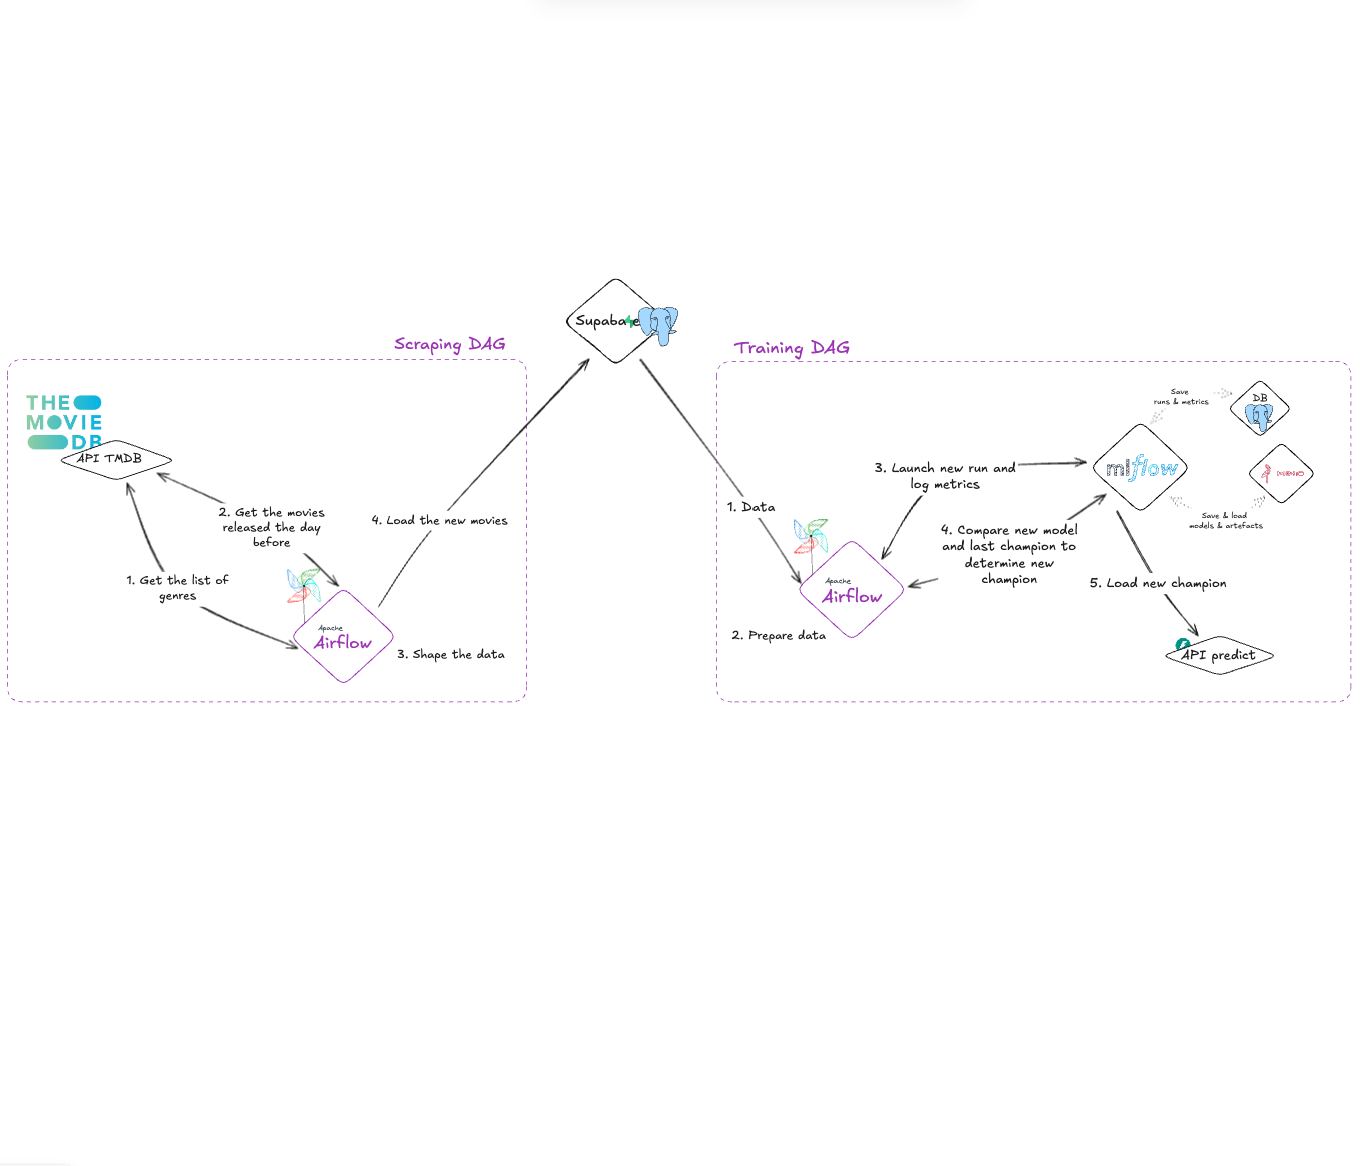 Supabase
Scraping DAG
THE
MOVIE
DB
API TMDB
2. Get the movies
released the day
before
1. Get the list of
genres
4. Load the new movies
Apache
Airflow
3. Shape the data
Training DAG
Save
runs & metrics
DB
3. Launch new run and
log metrics
mlflow
MINIO
1. Data
Save & load
models & artefacts
4. Compare new model
and last champion to
determine new
champion
Apache
Airflow
2. Prepare data
5. Load new champion
API predict